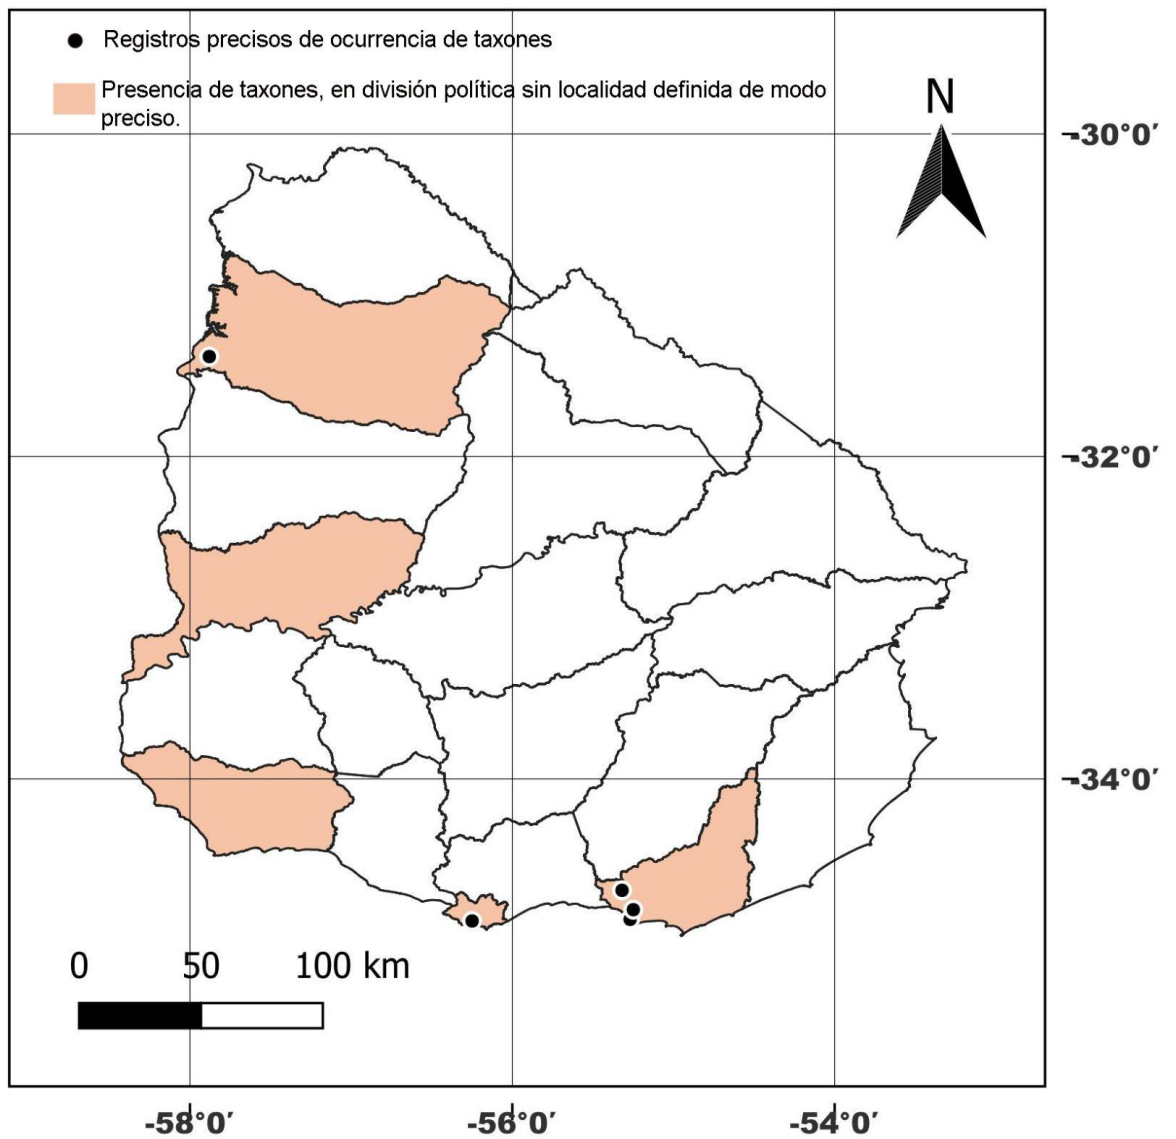 Registros precisos de ocurrencia de taxones
Presencia de taxones, en división política sin localidad definida de modo
preciso.
N
-30°0′
-32°0′
-34°0′
0 50 100 km
-58°0′ -56°0′ -54°0′